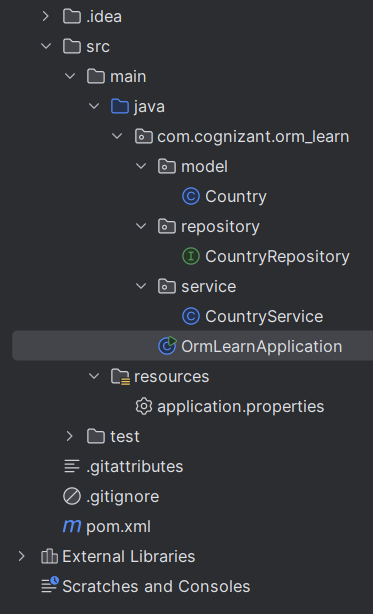 .idea
src
main
java
com.cognizant.orm_learn
model
C Country
repository
I CountryRepository
service
C CountryService
C OrmLearnApplication
resources
application.properties
test
.gitattributes
.gitignore
m pom.xml
External Libraries
Scratches and Consoles